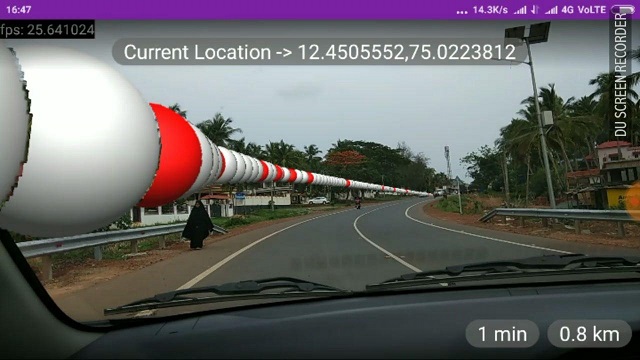 16:47
... 14.3K/s 4G VoLTE
fps: 25.641024
Current Location -> 12.4505552,75.0223812
DU SCREEN RECORDER
1 min 0.8 km